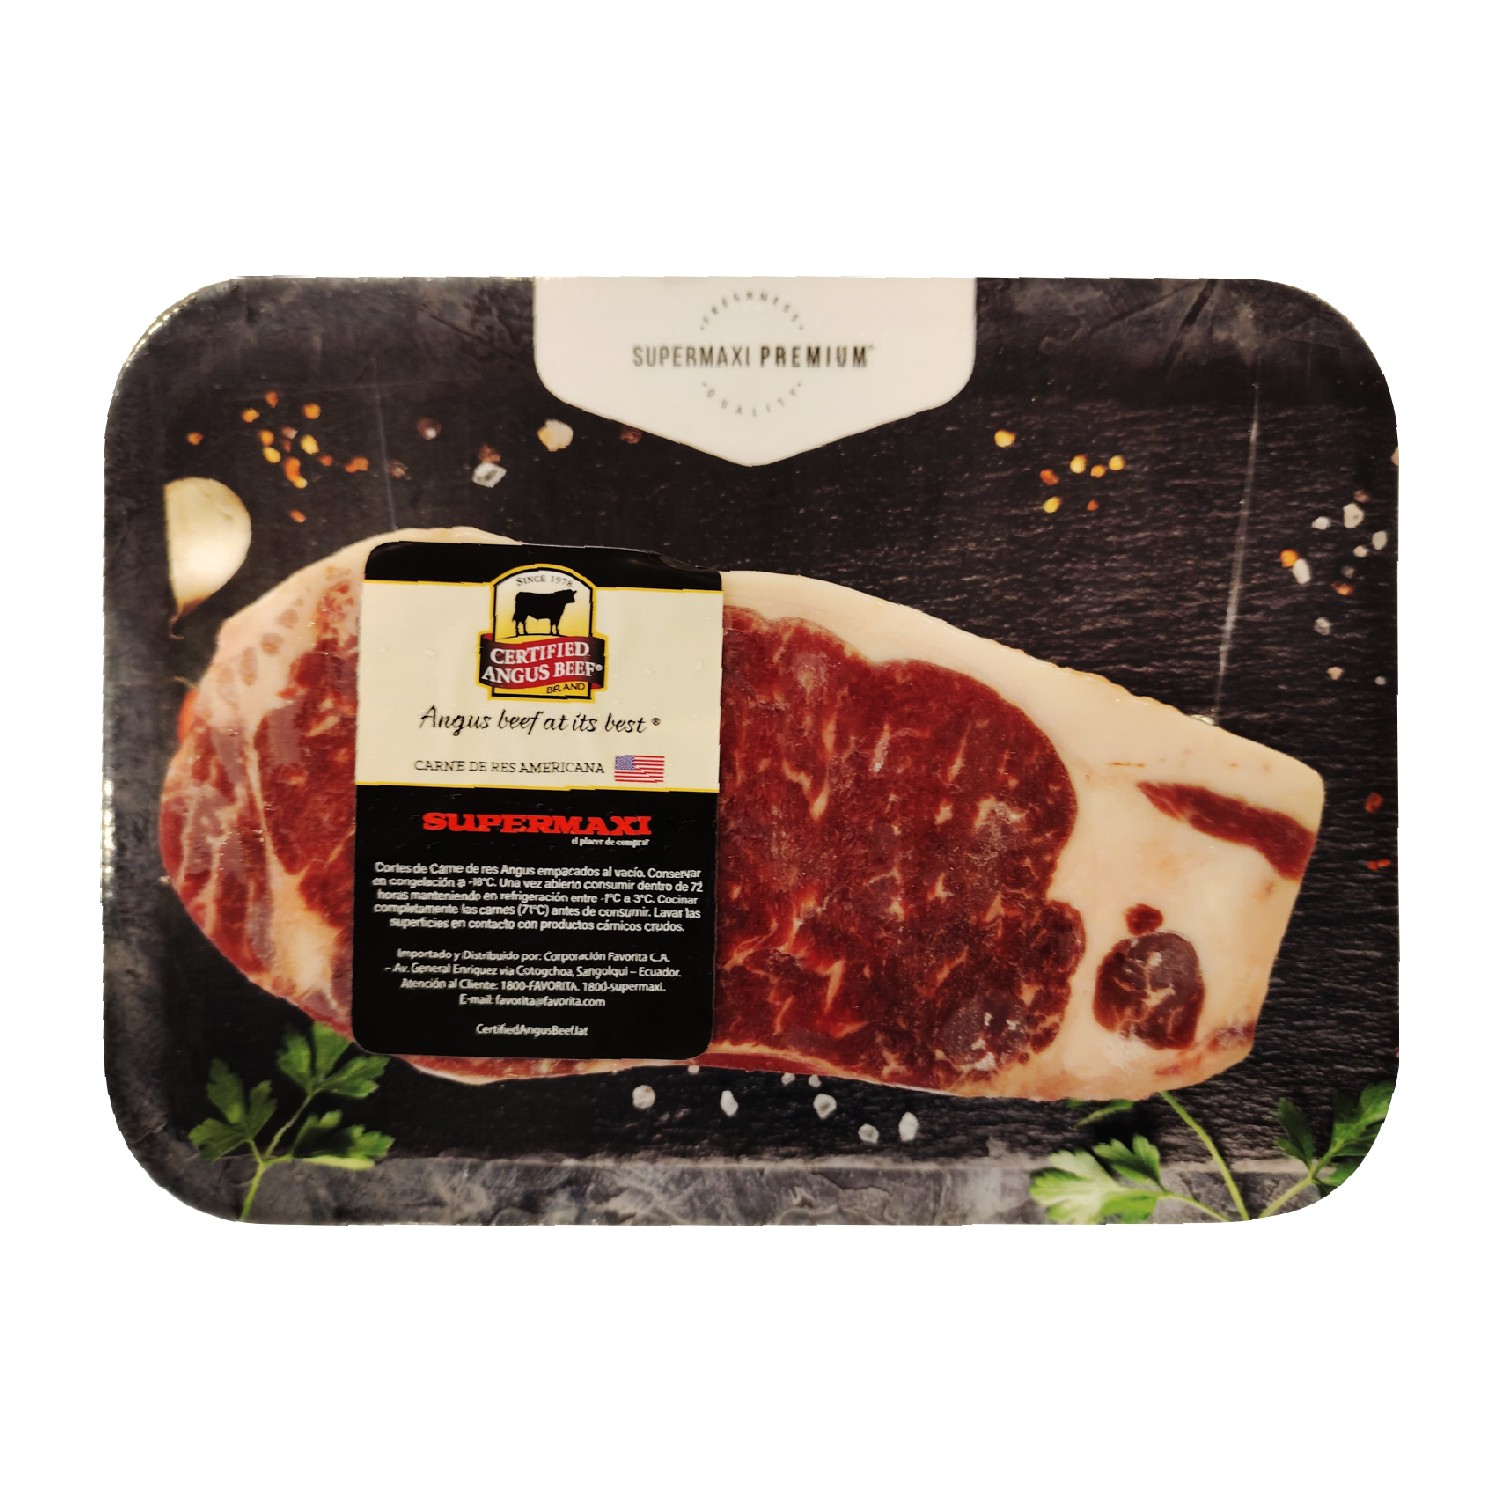 FRESHNESS
SUPERMAXI PREMIUM®
QUALITY
SINCE 1978
CERTIFIED
ANGUS BEEF®
BRAND
Angus beef at its best®
CARNE DE RES AMERICANA
SUPERMAXI
el placer de comprar
Cortes de Carne de res Angus empacados al vacío. Conservar
en congelación a -18°C. Una vez abierto consumir dentro de 72
horas manteniendo en refrigeración entre -1°C a 3°C. Cocinar
completamente las carnes (71°C) antes de consumir. Lavar las
superficies en contacto con productos cárnicos crudos.
Importado y Distribuido por: Corporación Favorita C.A.
- Av. General Enriquez via Cotogchoa, Sangolqui – Ecuador.
Atención al Cliente: 1800-FAVORITA. 1800-supermaxi.
E-mail: favorita@favorita.com
CertifiedAngusBeef.lat